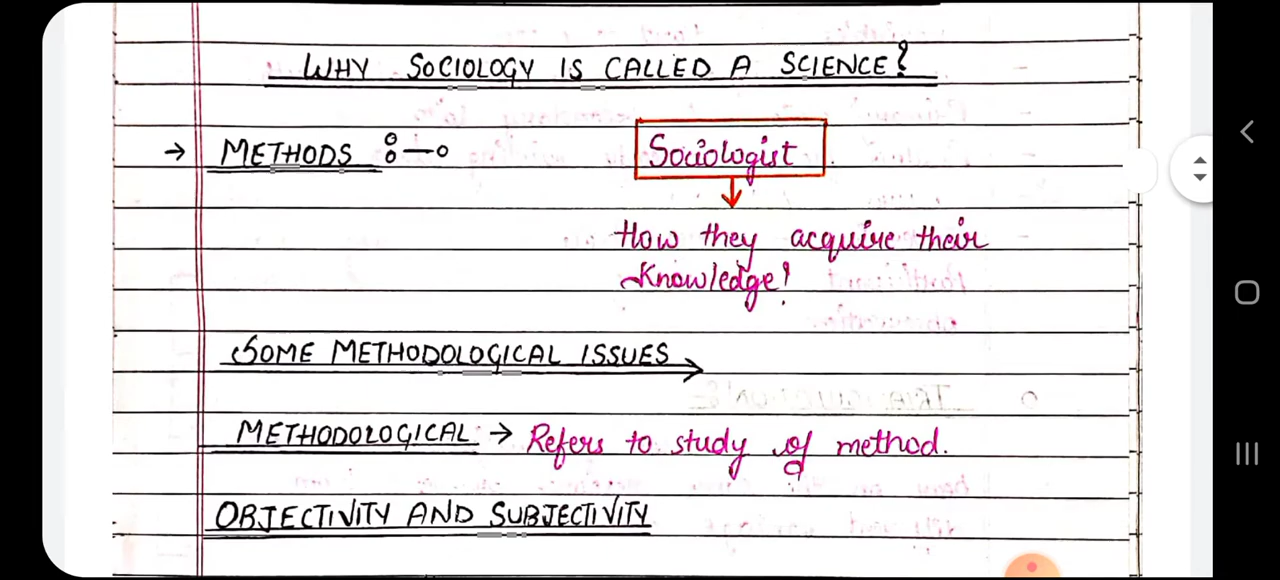 WHY SOCIOLOGY IS CALLED A SCIENCE?
→ METHODS
Sociologist
How they acquire their
knowledge?
SOME METHODOLOGICAL ISSUES →
METHODOLOGICAL → Refers to study of method.
OBJECTIVITY AND SUBJECTIVITY